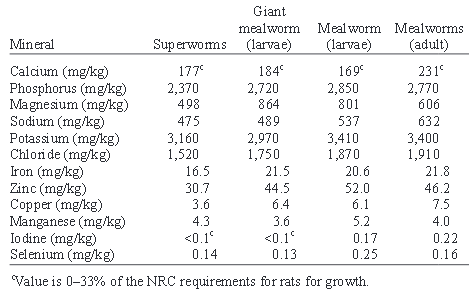 Giant
mealworm Mealworm Mealworms
Mineral Superworms (larvae) (larvae) (adult)
Calcium (mg/kg) 177c 184c 169c 231c
Phosphorus (mg/kg) 2,370 2,720 2,850 2,770
Magnesium (mg/kg) 498 864 801 606
Sodium (mg/kg) 475 489 537 632
Potassium (mg/kg) 3,160 2,970 3,410 3,400
Chloride (mg/kg) 1,520 1,750 1,870 1,910
Iron (mg/kg) 16.5 21.5 20.6 21.8
Zinc (mg/kg) 30.7 44.5 52.0 46.2
Copper (mg/kg) 3.6 6.4 6.1 7.5
Manganese (mg/kg) 4.3 3.6 5.2 4.0
Iodine (mg/kg) <0.1c <0.1c 0.17 0.22
Selenium (mg/kg) 0.14 0.13 0.25 0.16
cValue is 0–33% of the NRC requirements for rats for growth.